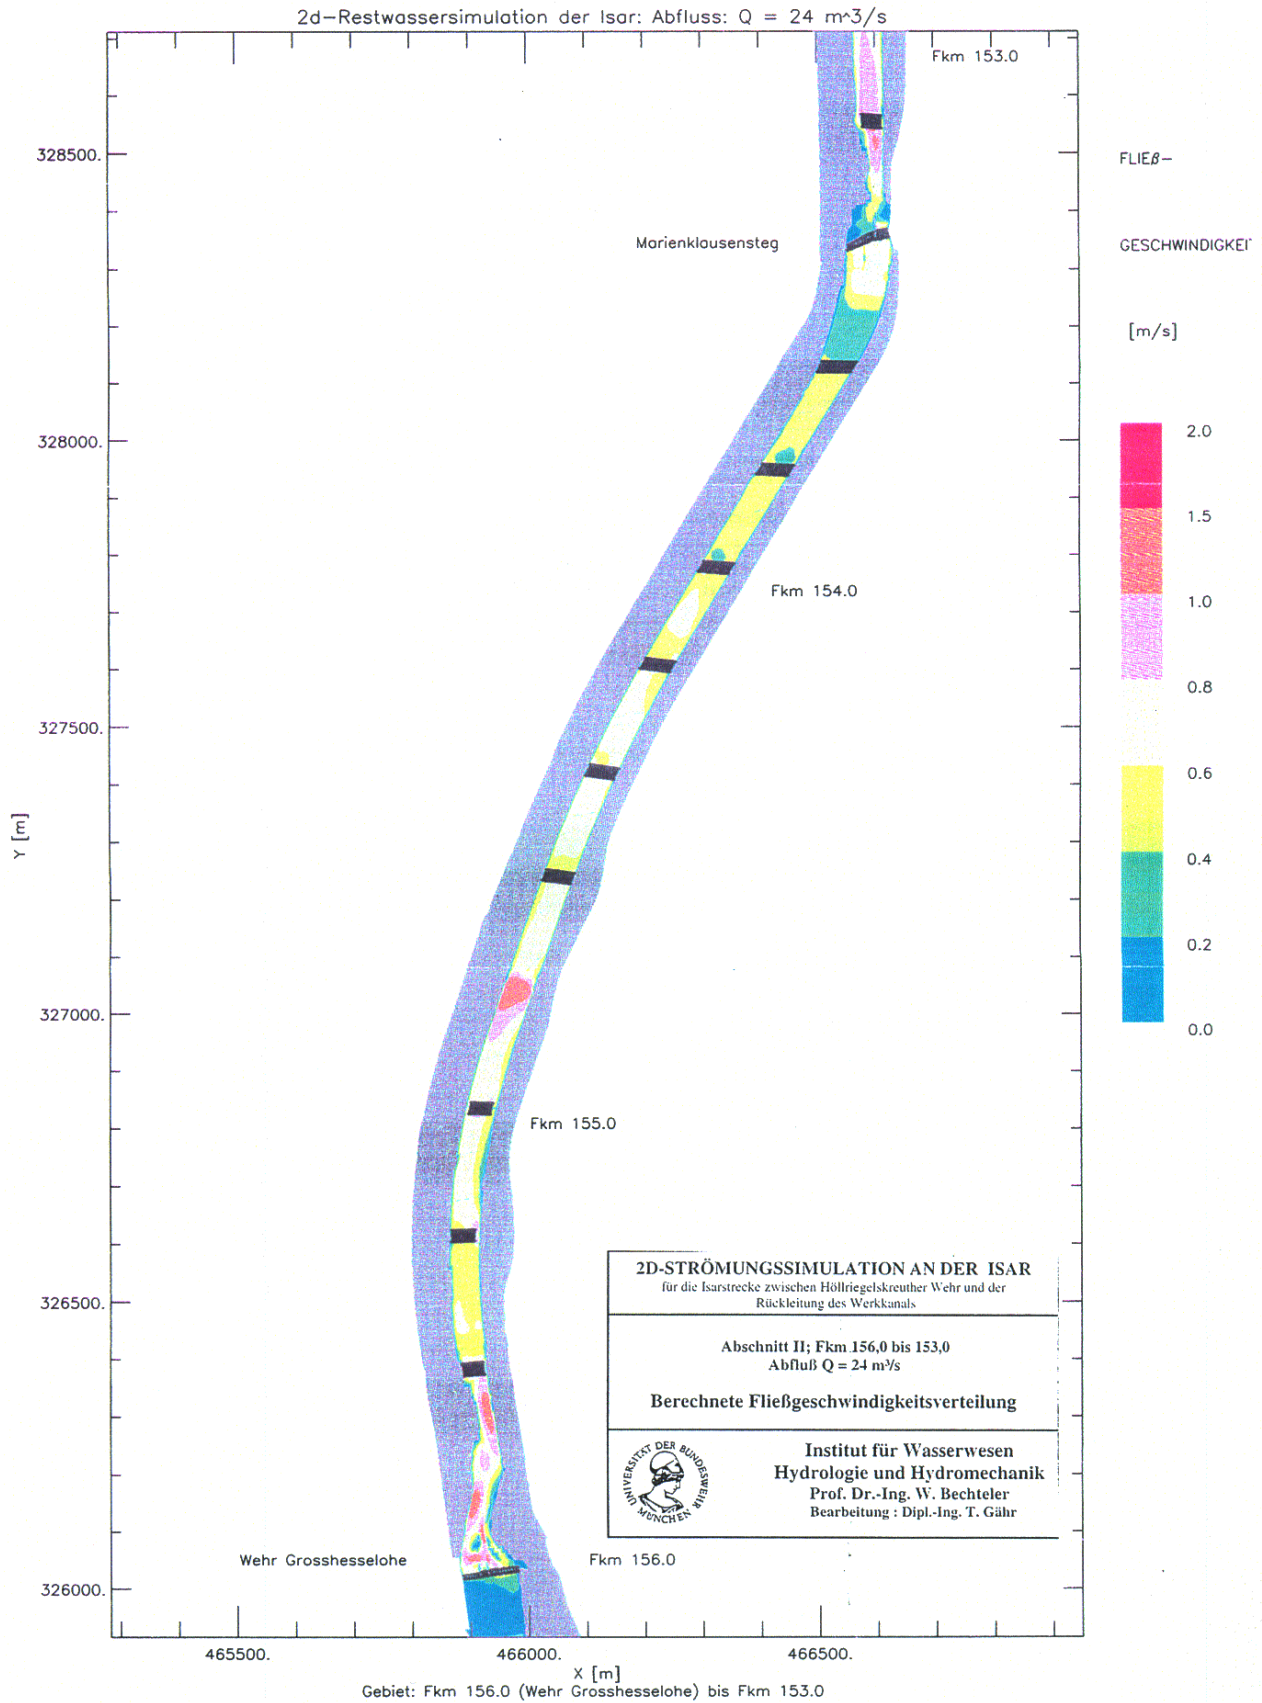 2d-Restwassersimulation der Isar: Abfluss: Q = 24 m^3/s
Fkm 153.0
328500.
FLIEß-
Marienklausensteg
GESCHWINDIGKEI
[m/s]
2.0
328000.
1.5
1.0
Fkm 154.0
0.8
327500.
0.6
Y [m]
0.4
0.2
327000.
0.0
Fkm 155.0
326500.
2D-STRÖMUNGSSIMULATION AN DER ISAR
für die Isarstrecke zwischen Höllriegelskreuther Wehr und der
Rückleitung des Werkkanals
Abschnitt II; Fkm 156,0 bis 153,0
Abfluß Q = 24 m³/s
Berechnete Fließgeschwindigkeitsverteilung
UNIVERSITÄT DER BUNDESWEHR MÜNCHEN
Institut für Wasserwesen
Hydrologie und Hydromechanik
Prof. Dr.-Ing. W. Bechteler
Bearbeitung : Dipl.-Ing. T. Gähr
Wehr Grosshesselohe
Fkm 156.0
326000.
465500.
466000.
466500.
X [m]
Gebiet: Fkm 156.0 (Wehr Grosshesselohe) bis Fkm 153.0